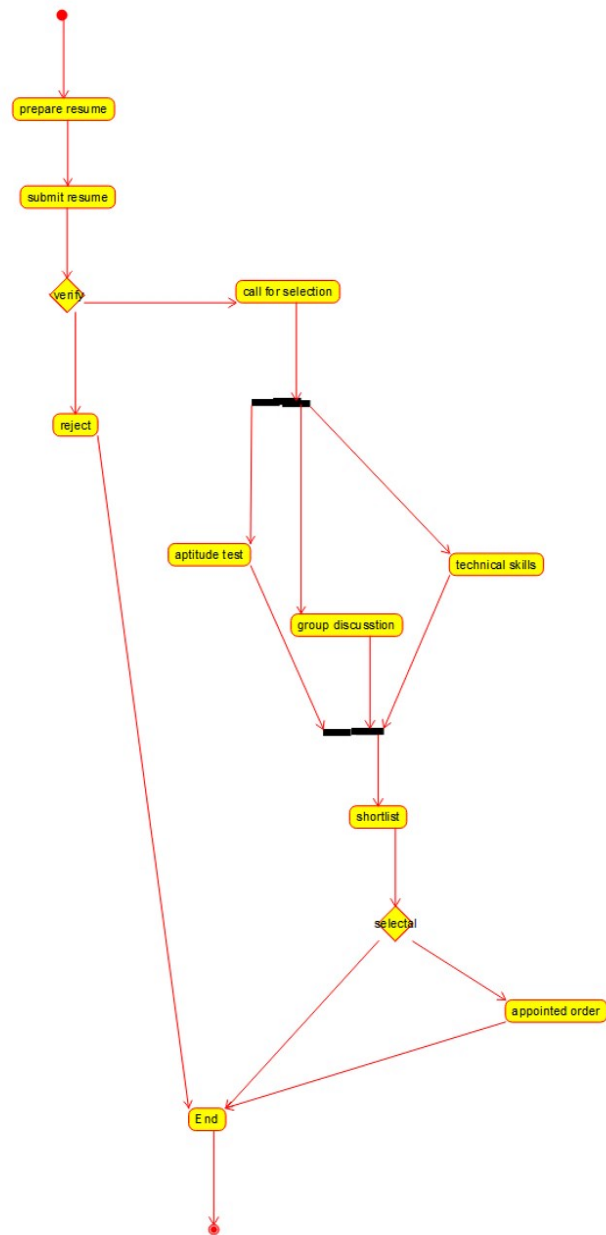 prepare resume
submit resume
verify
call for selection
reject
aptitude test
technical skills
group discusstion
shortlist
selectal
appointed order
End